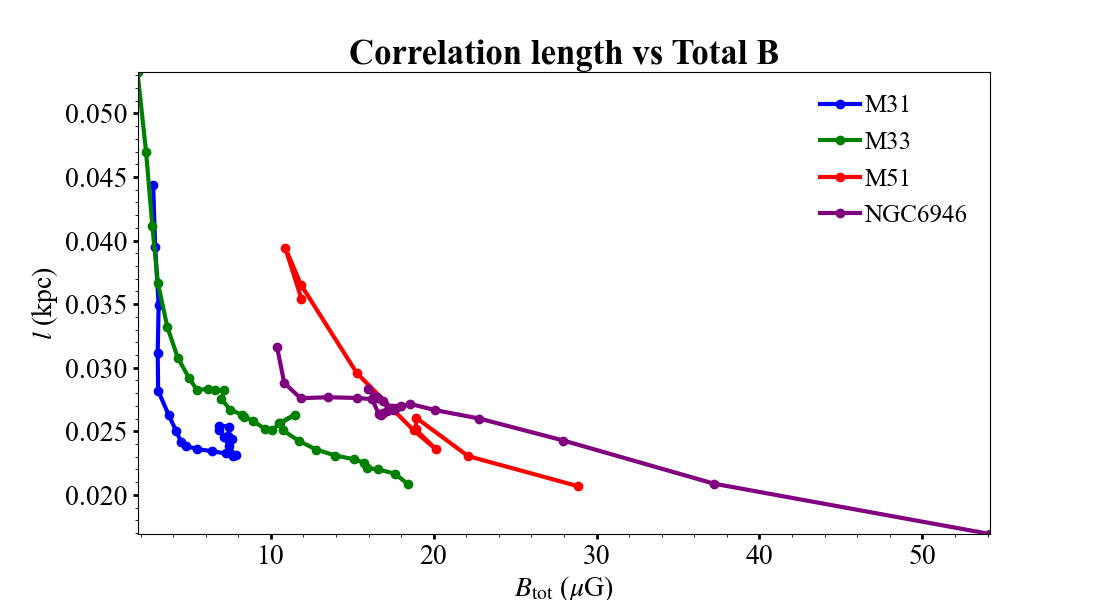 Correlation length vs Total B
M31
M33
M51
NGC6946
l (kpc)
0.050
0.045
0.040
0.035
0.030
0.025
0.020
10 20 30 40 50
B_tot (μG)